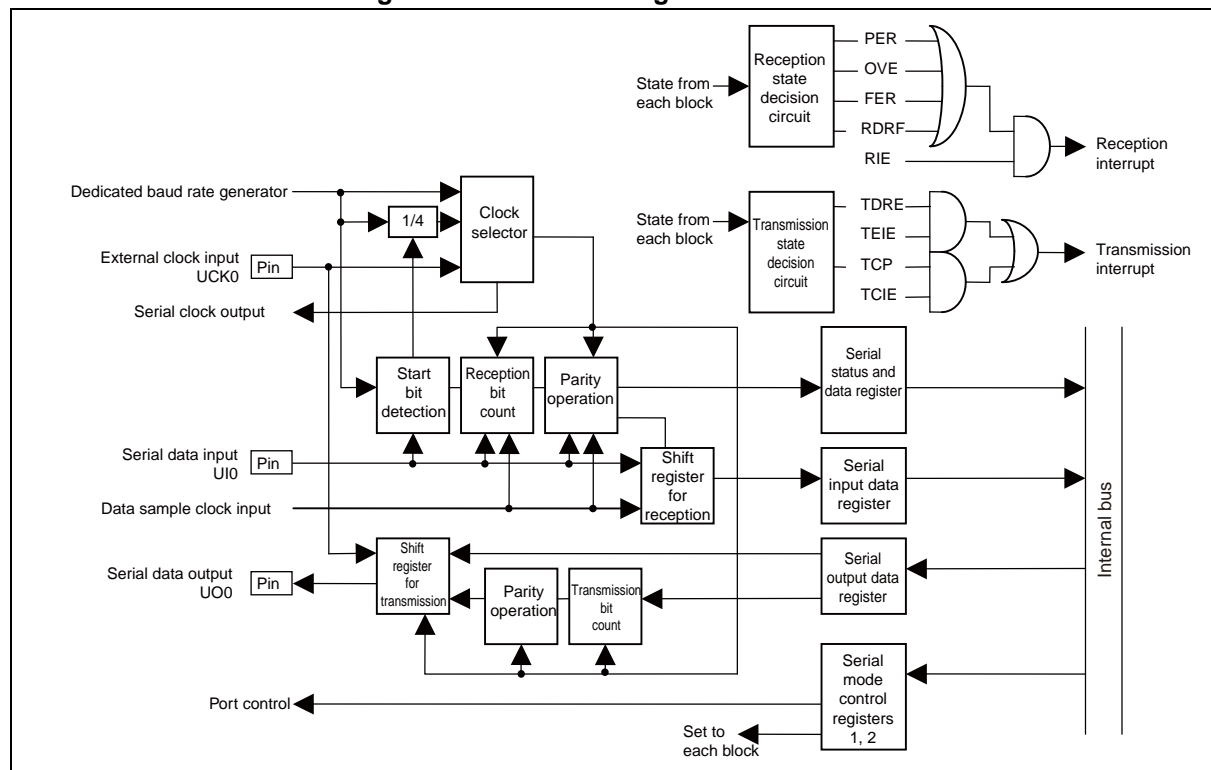 PER
Reception
state
decision
circuit
OVE
State from
each block
FER
RDRF
RIE
Reception
interrupt
Dedicated baud rate generator
1/4
Clock
selector
State from
each block
Transmission
state
decision
circuit
TDRE
TEIE
TCP
TCIE
Transmission
interrupt
External clock input
UCK0
Pin
Serial clock output
Start
bit
detection
Reception
bit
count
Parity
operation
Serial
status and
data register
Serial data input
UI0
Pin
Shift
register
for
reception
Serial
input data
register
Data sample clock input
Internal bus
Serial data output
UO0
Pin
Shift
register
for
transmission
Parity
operation
Transmission
bit
count
Serial
output data
register
Serial
mode
control
registers
1, 2
Port control
Set to
each block